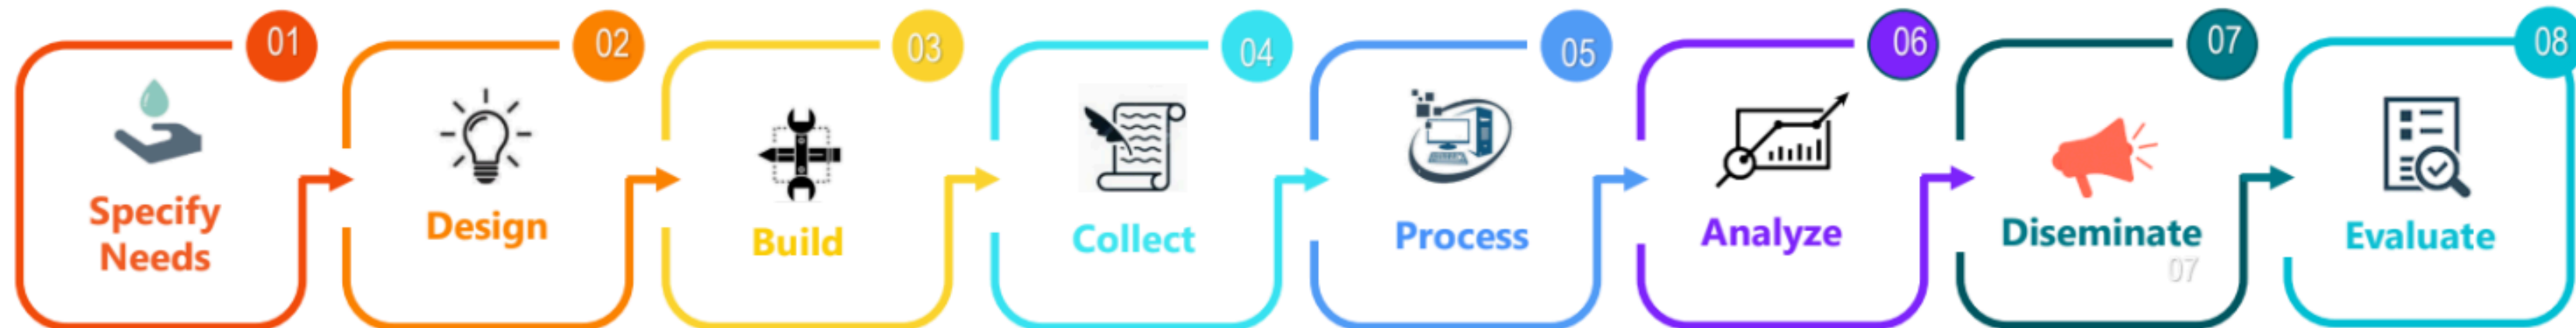 01
Specify
Needs
02
Design
03
Build
04
Collect
05
Process
06
Analyze
07
Diseminate
07
08
Evaluate